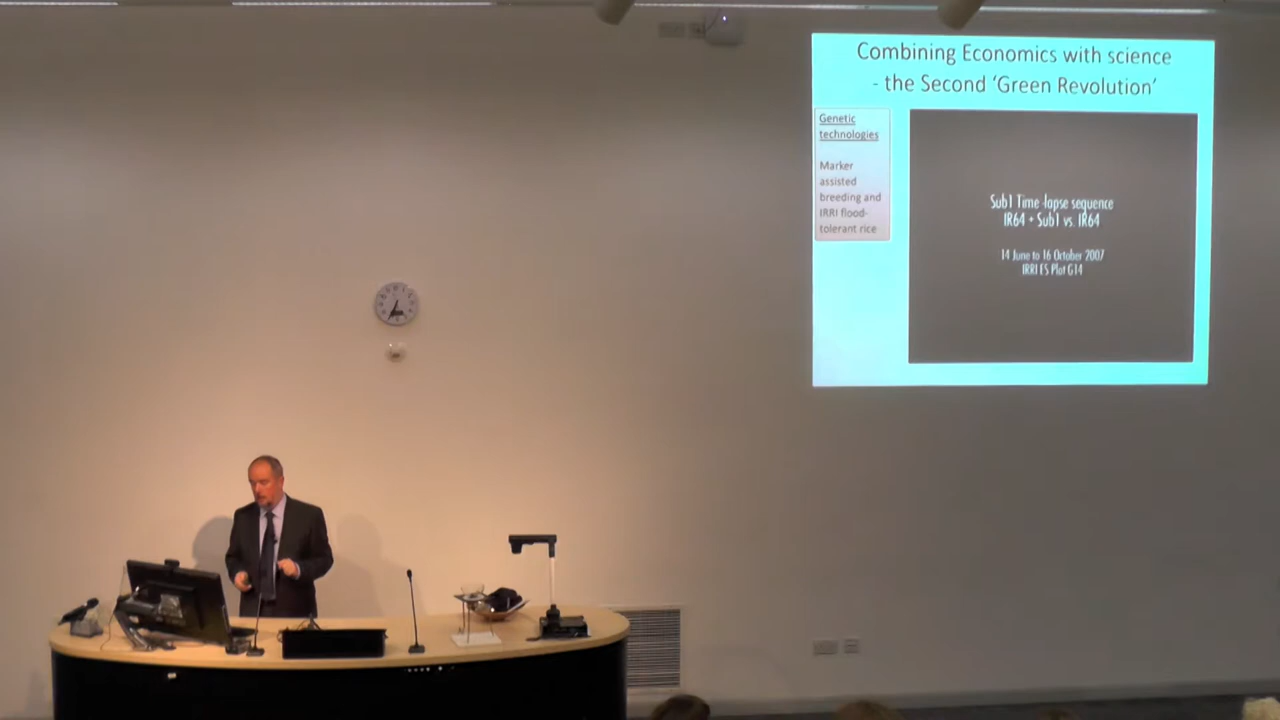 Combining Economics with science
- the Second ‘Green Revolution’
Genetic
technologies
Marker
assisted
breeding and
IRRI flood-
tolerant rice
Sub1 Time-lapse sequence
IR64 + Sub1 vs. IR64
14 June to 16 October 2007
IRRI ES Plot G14